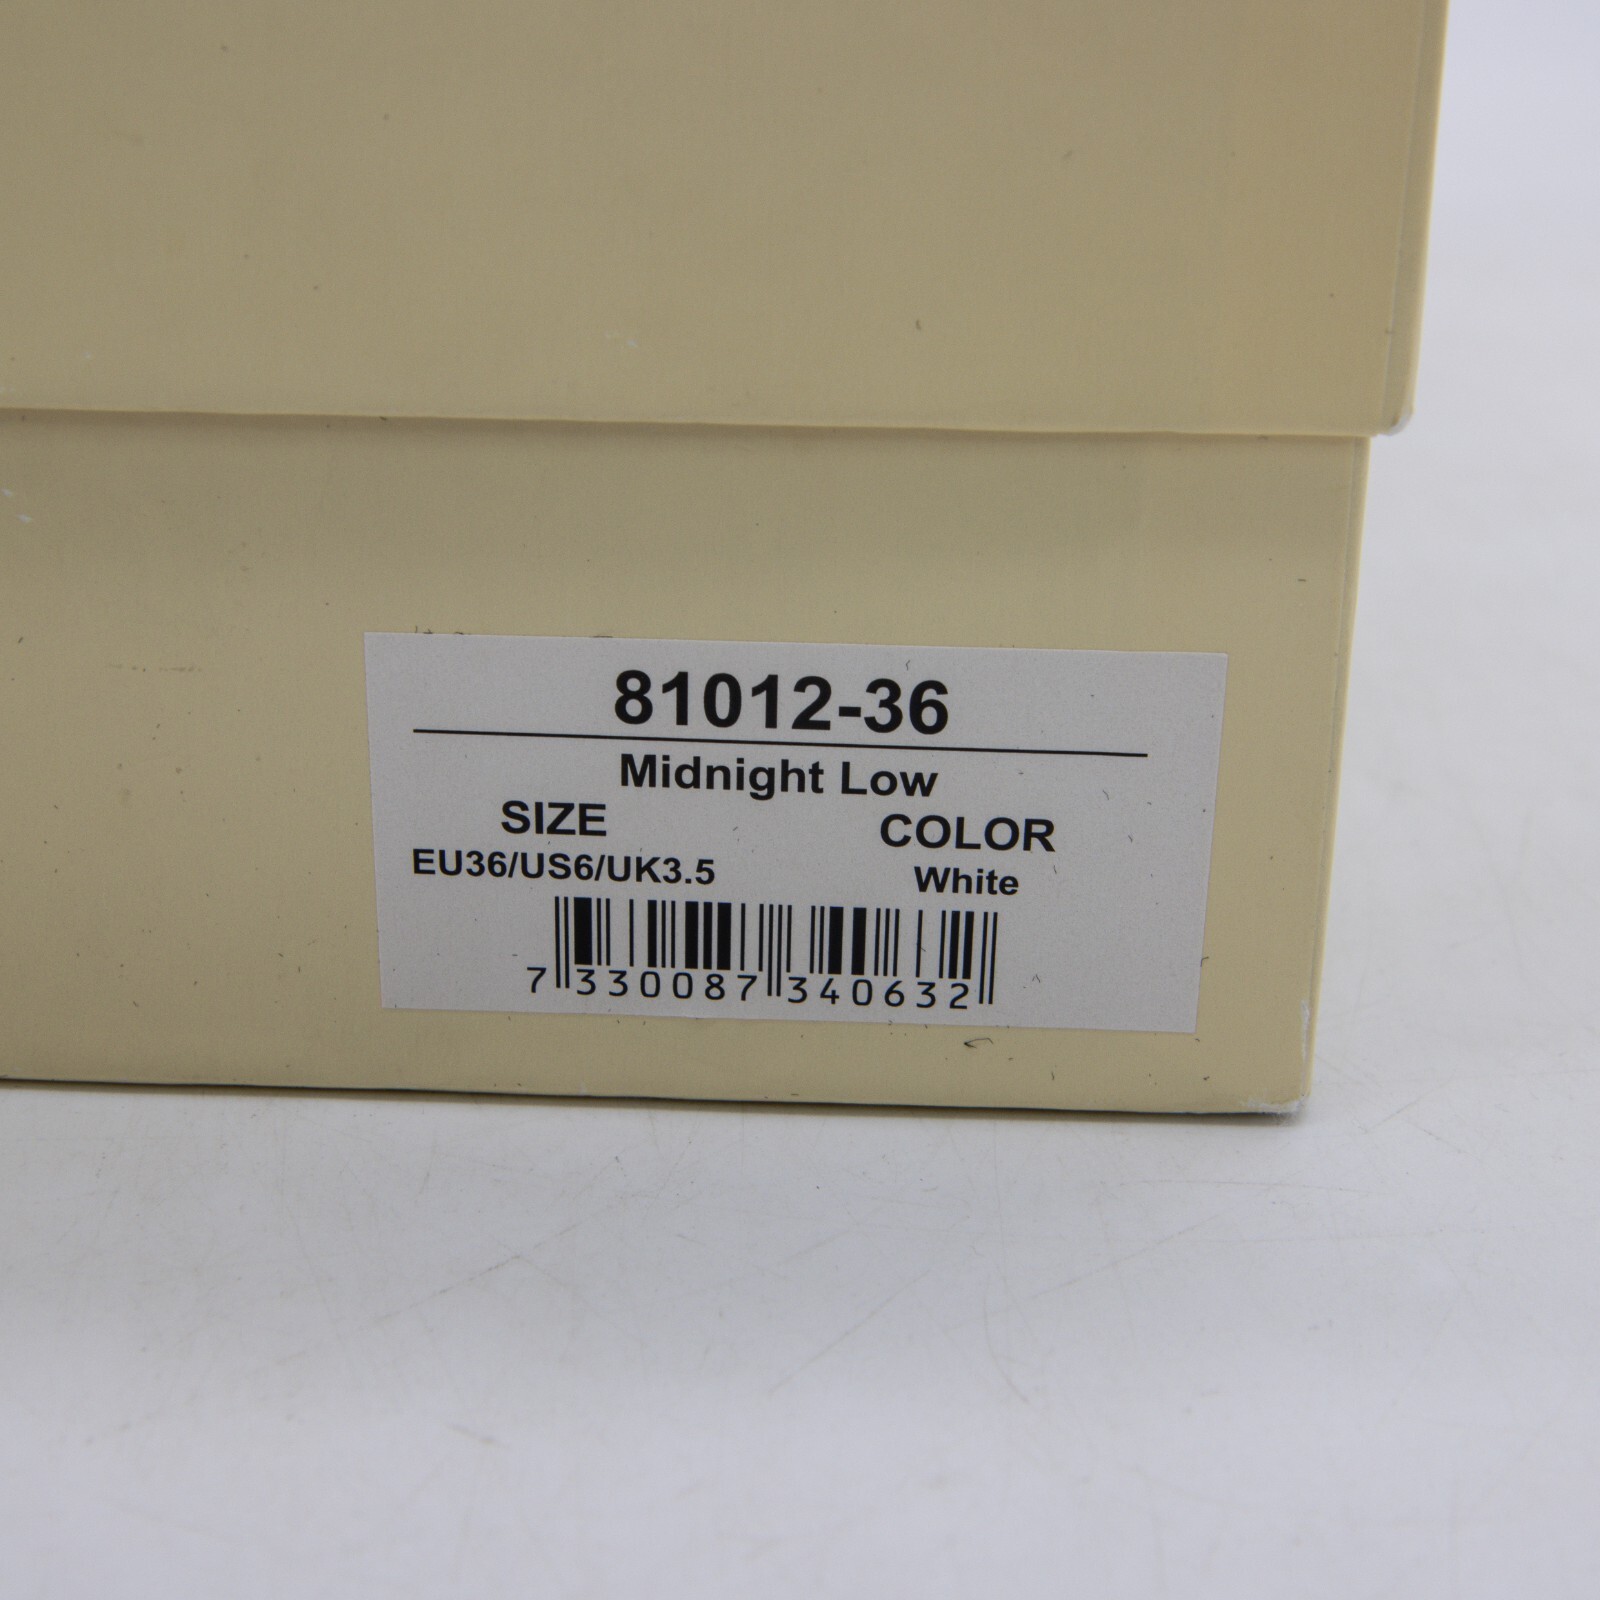 81012-36
Midnight Low
SIZE COLOR
EU36/US6/UK3.5 White
7 330087 340632